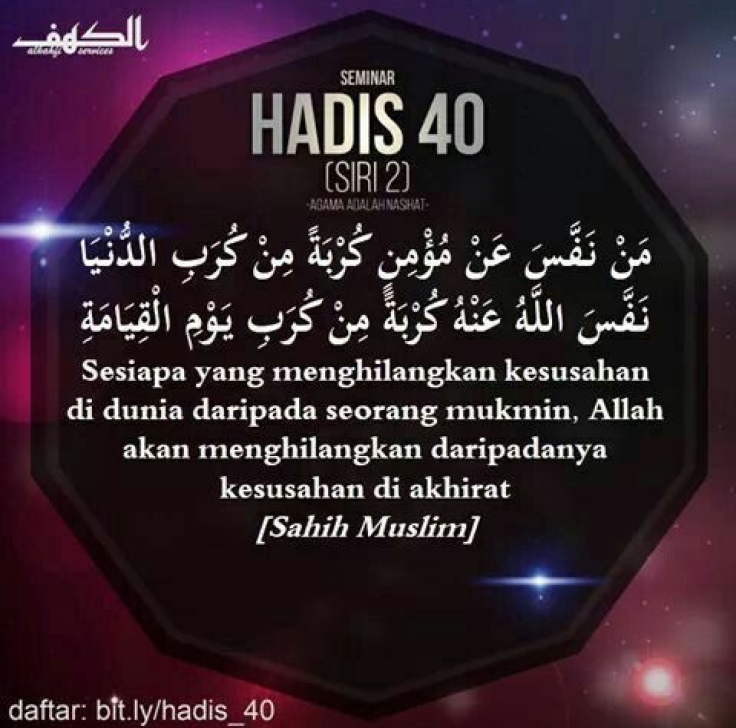 الكهف
alkahfi services
SEMINAR
HADIS 40
(SIRI 2)
-AGAMA ADALAH NASIHAT-
مَنْ نَفَّسَ عَنْ مُؤْمِنٍ كُرْبَةً مِنْ كُرَبِ الدُّنْيَا
نَفَّسَ اللَّهُ عَنْهُ كُرْبَةً مِنْ كُرَبِ يَوْمِ الْقِيَامَةِ
Sesiapa yang menghilangkan kesusahan
di dunia daripada seorang mukmin, Allah
akan menghilangkan daripadanya
kesusahan di akhirat
[Sahih Muslim]
daftar: bit.ly/hadis_40